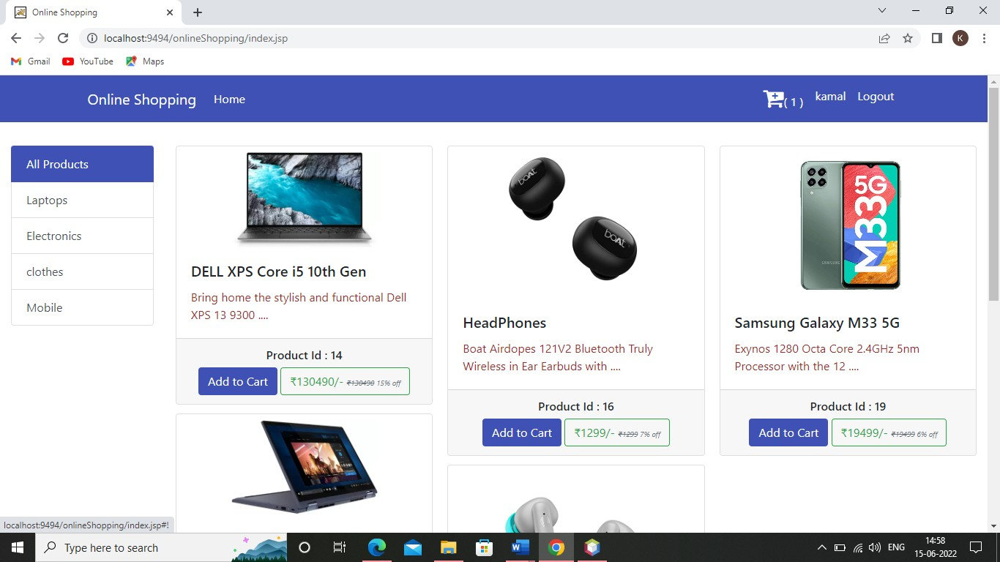 Online Shopping
localhost:9494/onlineShopping/index.jsp
K
Gmail YouTube Maps
Online Shopping Home ( 1 ) kamal Logout
All Products
Laptops
Electronics
clothes
Mobile
DELL XPS Core i5 10th Gen
Bring home the stylish and functional Dell
XPS 13 9300 ....
Product Id : 14
Add to Cart ₹130490/- ₹130490 15% off
boAt
boAt
HeadPhones
Boat Airdopes 121V2 Bluetooth Truly
Wireless in Ear Earbuds with ....
Product Id : 16
Add to Cart ₹1299/- ₹1299 7% off
5G
M33
SAMSUNG
Samsung Galaxy M33 5G
Exynos 1280 Octa Core 2.4GHz 5nm
Processor with the 12 ....
Product Id : 19
Add to Cart ₹19499/- ₹19499 6% off
localhost:9494/onlineShopping/index.jsp#!
Type here to search
ENG
14:58
15-06-2022